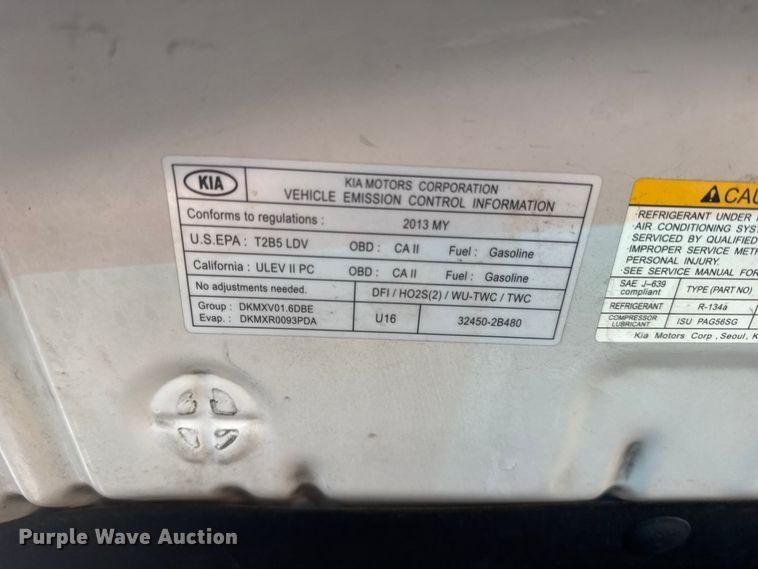 KIA
KIA MOTORS CORPORATION
VEHICLE EMISSION CONTROL INFORMATION
Conforms to regulations : 2013 MY
U.S.EPA : T2B5 LDV OBD : CA II Fuel : Gasoline
California : ULEV II PC OBD : CA II Fuel : Gasoline
No adjustments needed. DFI / HO2S(2) / WU-TWC / TWC
Group : DKMXV01.6DBE
Evap. : DKMXR0093PDA
U16 32450-2B480
CAU
·REFRIGERANT UNDER
·AIR CONDITIONING SYS
SERVICED BY QUALIFIED
·IMPROPER SERVICE MET
PERSONAL INJURY.
·SEE SERVICE MANUAL FOR
SAE J-639
compliant
TYPE (PART NO)
REFRIGERANT R-134a
COMPRESSOR
LUBRICANT
ISU PAG56SG
Kia Motors Corp., Seoul, K
Purple Wave Auction